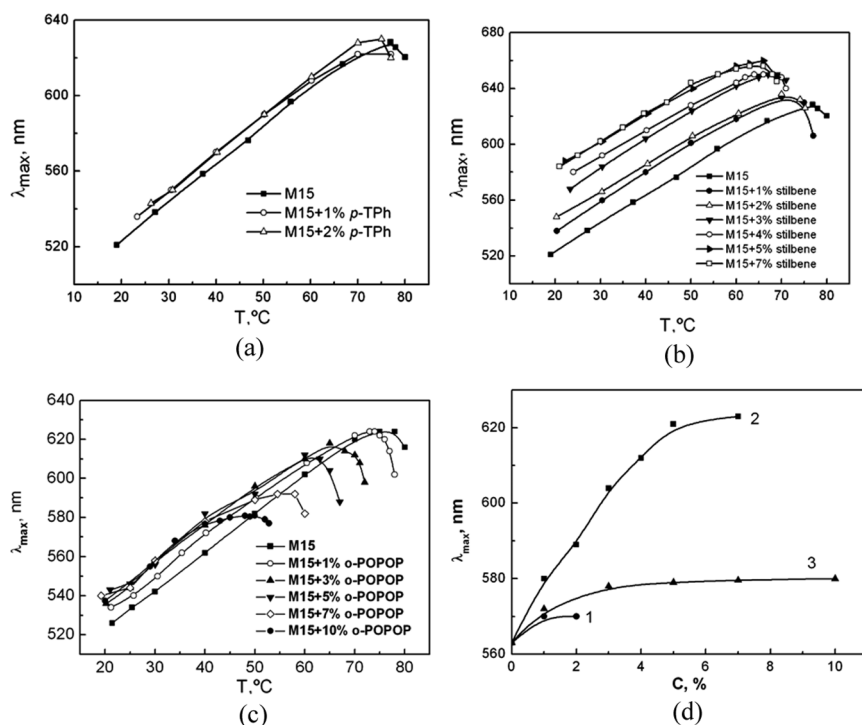 640
600
560
520
λmax, nm
10 20 30 40 50 60 70 80
T,ºC
M15
M15+1% p-TPh
M15+2% p-TPh
(a)
680
640
600
560
520
λmax, nm
10 20 30 40 50 60 70 80
T,ºC
M15
M15+1% stilbene
M15+2% stilbene
M15+3% stilbene
M15+4% stilbene
M15+5% stilbene
M15+7% stilbene
(b)
640
620
600
580
560
540
520
λmax, nm
20 30 40 50 60 70 80
T,ºC
M15
M15+1% o-POPOP
M15+3% o-POPOP
M15+5% o-POPOP
M15+7% o-POPOP
M15+10% o-POPOP
(c)
620
600
580
560
λmax, nm
0 2 4 6 8 10
C, %
2
3
1
(d)